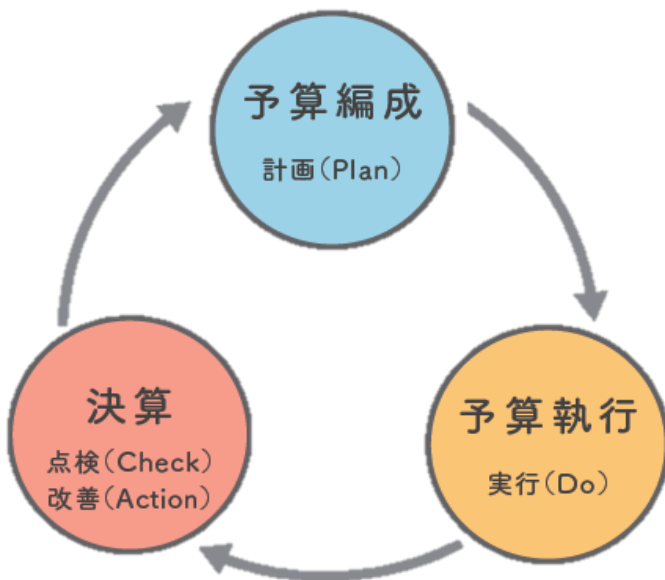 予算編成
計画(Plan)
予算執行
実行(Do)
決算
点検(Check)
改善(Action)